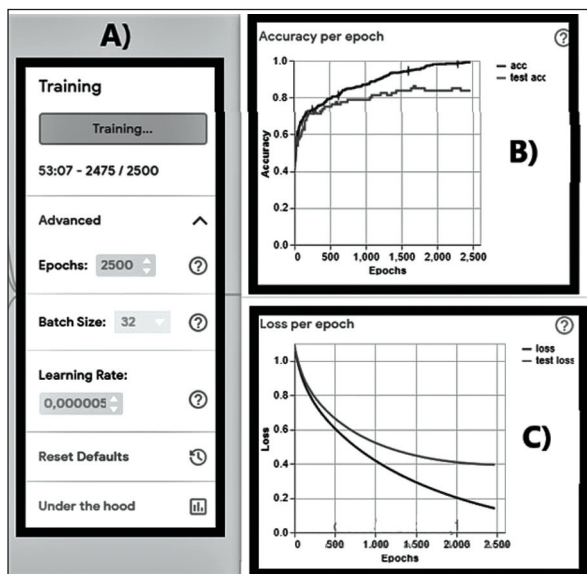 A)
Training
Training...
53:07 - 2475 / 2500
Advanced
Epochs: 2500
Batch Size: 32
Learning Rate:
0,000005
Reset Defaults
Under the hood
Accuracy per epoch
acc
test acc
1.0
0.8
0.6
0.4
0.2
0.0
Accuracy
0 500 1,000 1,500 2,000 2,500
Epochs
B)
Loss per epoch
loss
test loss
1.0
0.8
0.6
0.4
0.2
0.0
Loss
0 500 1.000 1.500 2.000 2.500
Epochs
C)